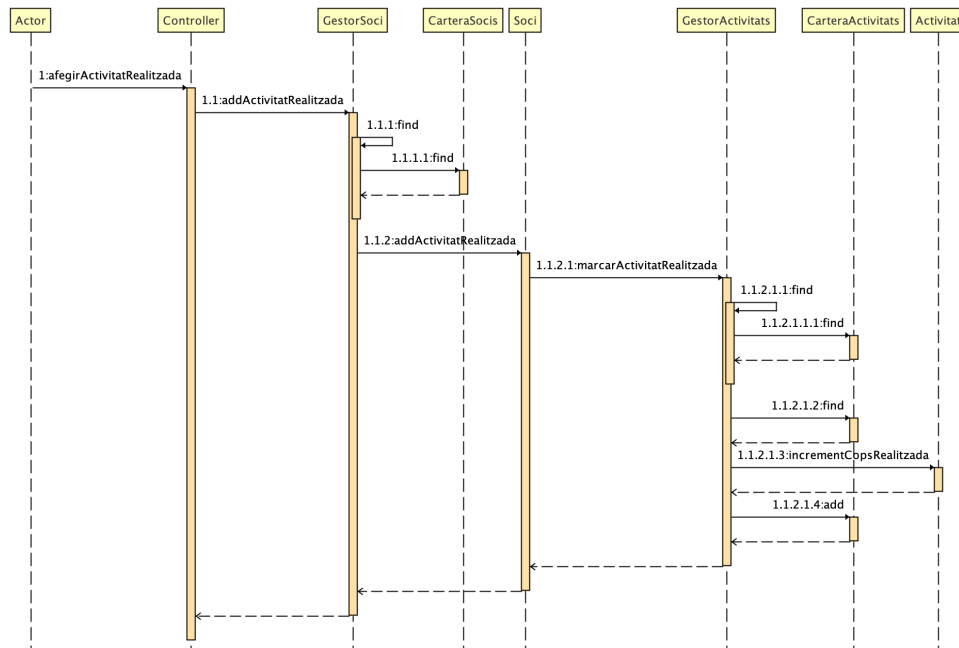 Actor
Controller
GestorSoci
CarteraSocis
Soci
GestorActivitats
CarteraActivitats
Activitat
1:afegirActivitatRealitzada
1.1:addActivitatRealitzada
1.1.1:find
1.1.1.1:find
1.1.2:addActivitatRealitzada
1.1.2.1:marcarActivitatRealitzada
1.1.2.1.1:find
1.1.2.1.1.1:find
1.1.2.1.2:find
1.1.2.1.3:incrementCopsRealitzada
1.1.2.1.4:add